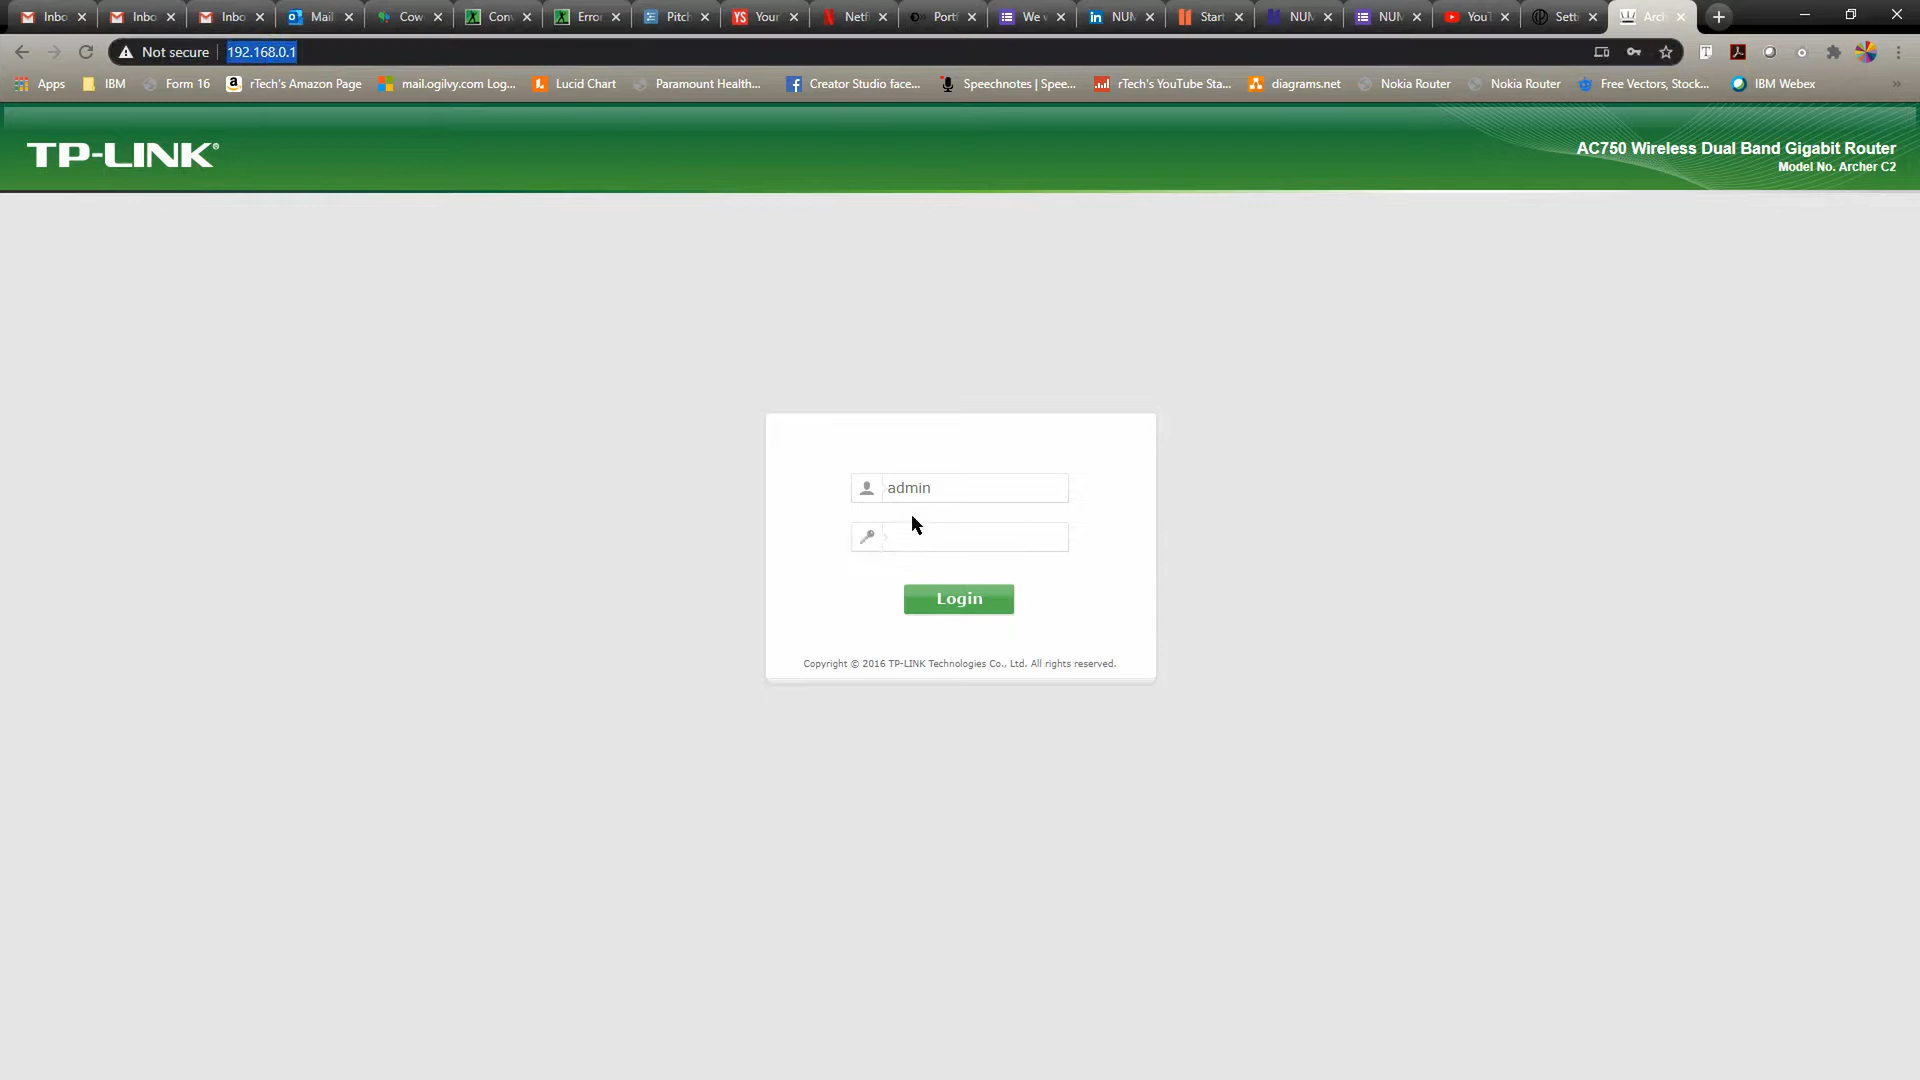 Inbo Inbo Inbo Mail Cow Con Erro Pitch Your Netf Portf We v NUM Start NUM NUM YouT Sett Arch
Not secure 192.168.0.1
Apps IBM Form 16 rTech's Amazon Page mail.ogilvy.com Log... Lucid Chart Paramount Health... Creator Studio face... Speechnotes | Spee... rTech's YouTube Sta... diagrams.net Nokia Router Nokia Router Free Vectors, Stock... IBM Webex
TP-LINK®
AC750 Wireless Dual Band Gigabit Router
Model No. Archer C2
admin
Login
Copyright © 2016 TP-LINK Technologies Co., Ltd. All rights reserved.